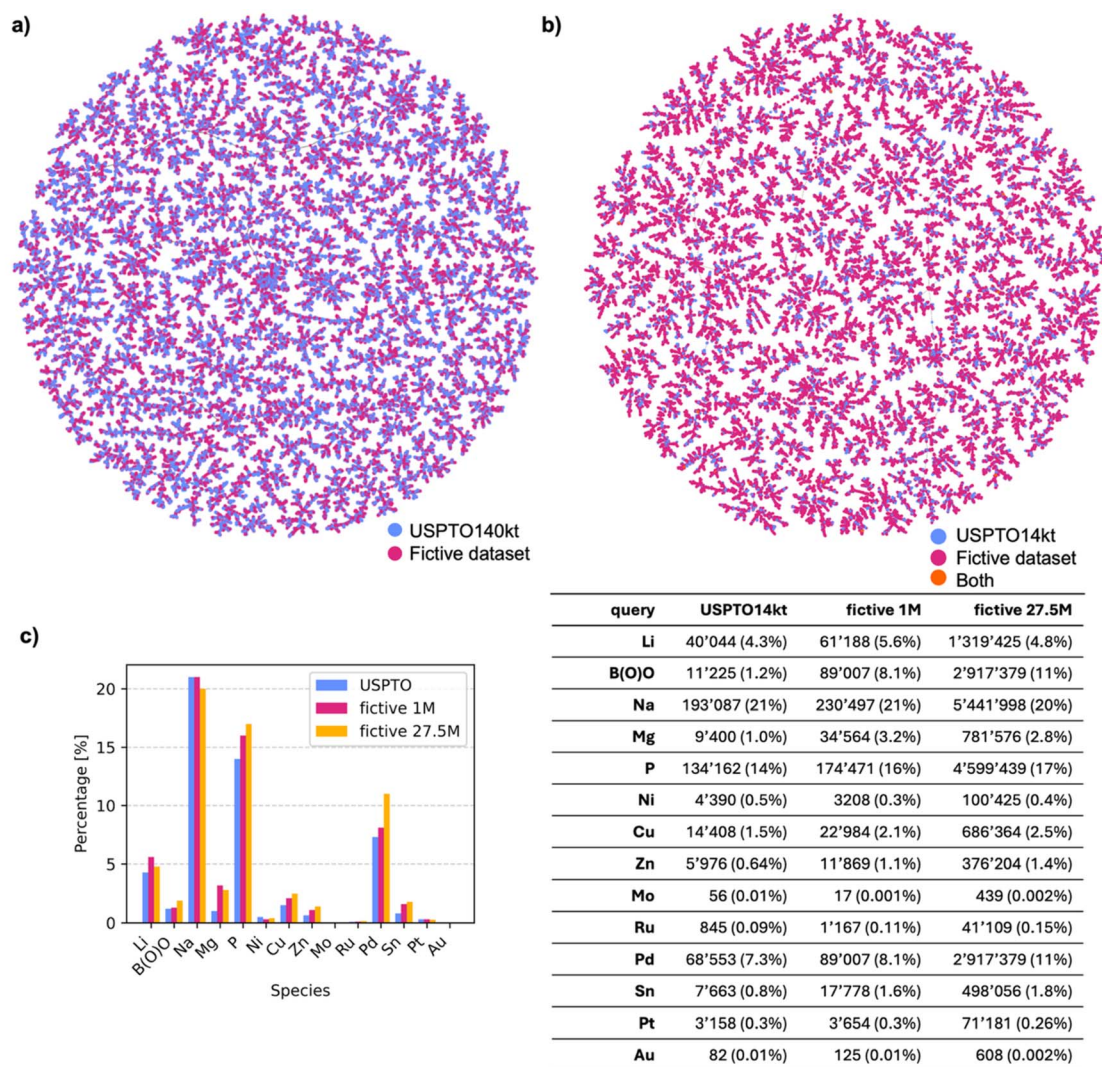 a)
b)
USPTO140kt
Fictive dataset
USPTO14kt
Fictive dataset
Both
c)
Percentage [%]
20
15
10
5
0
USPTO
fictive 1M
fictive 27.5M
Li
B(O)O
Na
Mg
P
Ni
Cu
Zn
Mo
Ru
Pd
Sn
Pt
Au
Species
query USPTO14kt fictive 1M fictive 27.5M
Li 40'044 (4.3%) 61'188 (5.6%) 1'319'425 (4.8%)
B(O)O 11'225 (1.2%) 89'007 (8.1%) 2'917'379 (11%)
Na 193'087 (21%) 230'497 (21%) 5'441'998 (20%)
Mg 9'400 (1.0%) 34'564 (3.2%) 781'576 (2.8%)
P 134'162 (14%) 174'471 (16%) 4'599'439 (17%)
Ni 4'390 (0.5%) 3208 (0.3%) 100'425 (0.4%)
Cu 14'408 (1.5%) 22'984 (2.1%) 686'364 (2.5%)
Zn 5'976 (0.64%) 11'869 (1.1%) 376'204 (1.4%)
Mo 56 (0.01%) 17 (0.001%) 439 (0.002%)
Ru 845 (0.09%) 1'167 (0.11%) 41'109 (0.15%)
Pd 68'553 (7.3%) 89'007 (8.1%) 2'917'379 (11%)
Sn 7'663 (0.8%) 17'778 (1.6%) 498'056 (1.8%)
Pt 3'158 (0.3%) 3'654 (0.3%) 71'181 (0.26%)
Au 82 (0.01%) 125 (0.01%) 608 (0.002%)